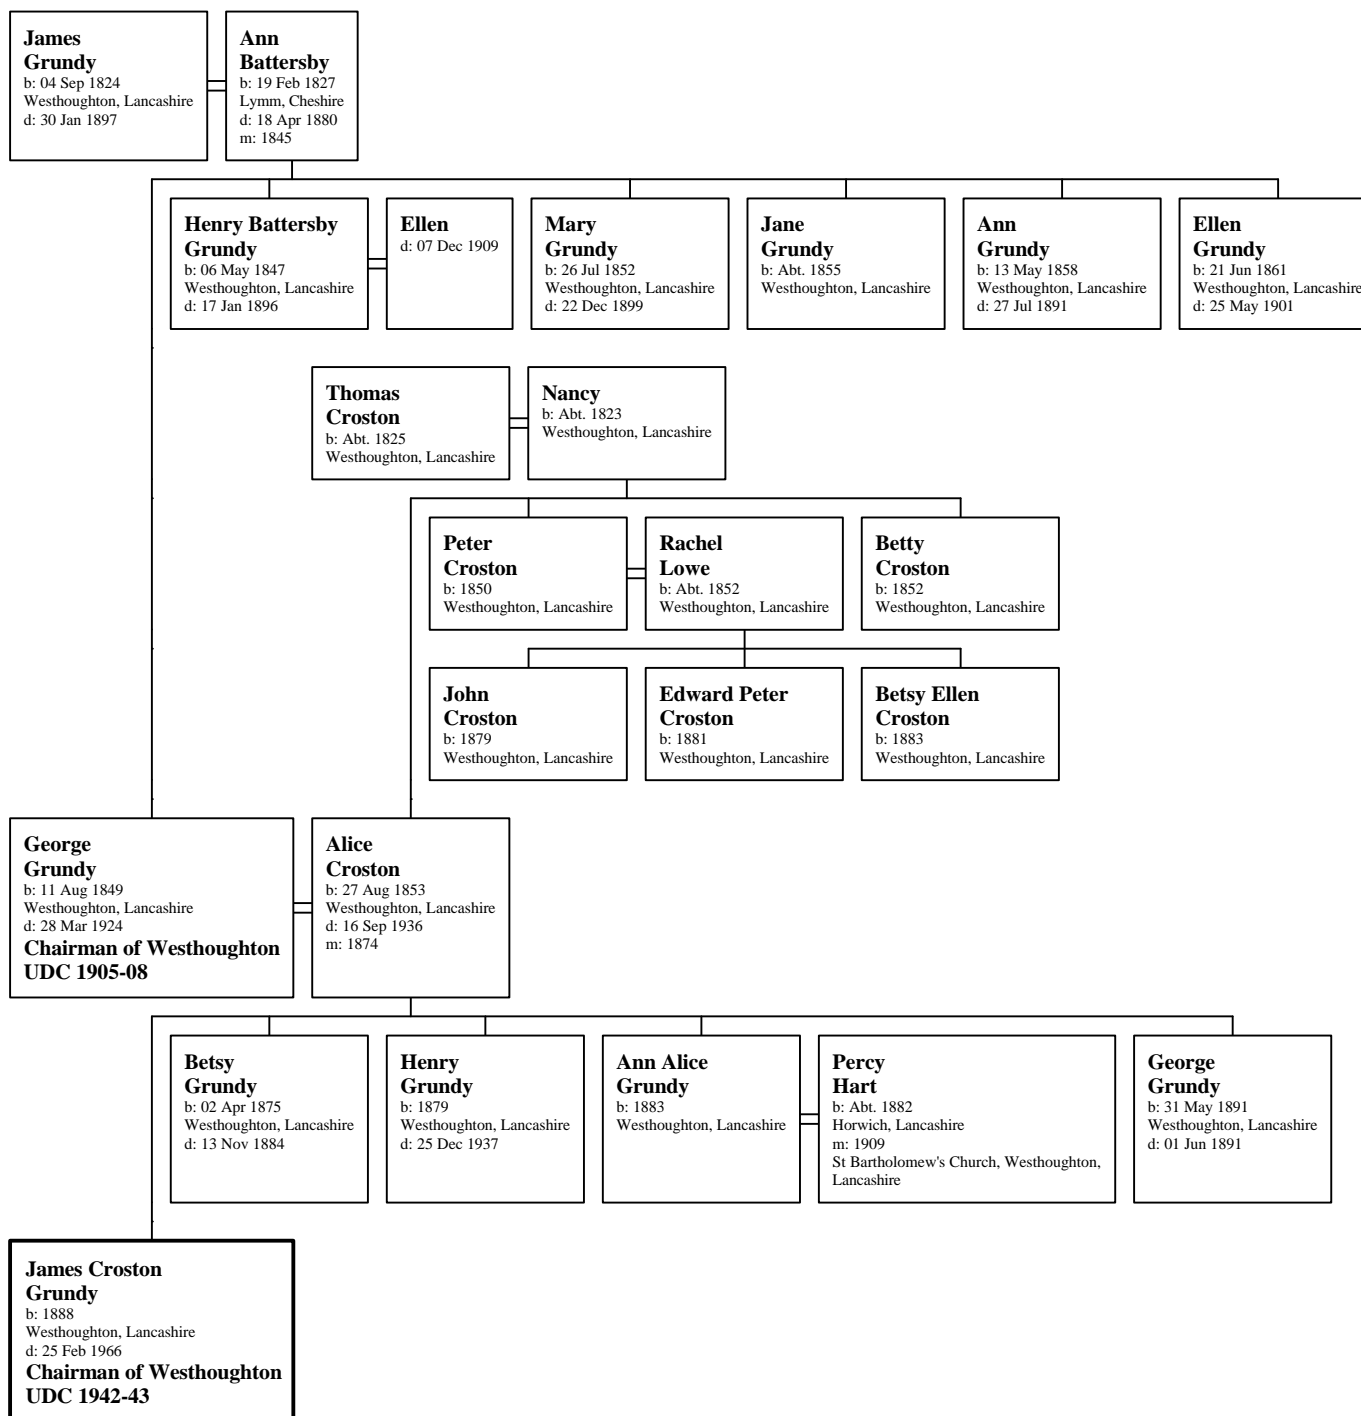 James
Grundy
b: 04 Sep 1824
Westhoughton, Lancashire
d: 30 Jan 1897
Ann
Battersby
b: 19 Feb 1827
Lymm, Cheshire
d: 18 Apr 1880
m: 1845
Henry Battersby
Grundy
b: 06 May 1847
Westhoughton, Lancashire
d: 17 Jan 1896
Ellen
d: 07 Dec 1909
Mary
Grundy
b: 26 Jul 1852
Westhoughton, Lancashire
d: 22 Dec 1899
Jane
Grundy
b: Abt. 1855
Westhoughton, Lancashire
Ann
Grundy
b: 13 May 1858
Westhoughton, Lancashire
d: 27 Jul 1891
Ellen
Grundy
b: 21 Jun 1861
Westhoughton, Lancashire
d: 25 May 1901
Thomas
Croston
b: Abt. 1825
Westhoughton, Lancashire
Nancy
b: Abt. 1823
Westhoughton, Lancashire
Peter
Croston
b: 1850
Westhoughton, Lancashire
Rachel
Lowe
b: Abt. 1852
Westhoughton, Lancashire
Betty
Croston
b: 1852
Westhoughton, Lancashire
John
Croston
b: 1879
Westhoughton, Lancashire
Edward Peter
Croston
b: 1881
Westhoughton, Lancashire
Betsy Ellen
Croston
b: 1883
Westhoughton, Lancashire
George
Grundy
b: 11 Aug 1849
Westhoughton, Lancashire
d: 28 Mar 1924
Chairman of Westhoughton
UDC 1905-08
Alice
Croston
b: 27 Aug 1853
Westhoughton, Lancashire
d: 16 Sep 1936
m: 1874
Betsy
Grundy
b: 02 Apr 1875
Westhoughton, Lancashire
d: 13 Nov 1884
Henry
Grundy
b: 1879
Westhoughton, Lancashire
d: 25 Dec 1937
Ann Alice
Grundy
b: 1883
Westhoughton, Lancashire
Percy
Hart
b: Abt. 1882
Horwich, Lancashire
m: 1909
St Bartholomew's Church, Westhoughton,
Lancashire
George
Grundy
b: 31 May 1891
Westhoughton, Lancashire
d: 01 Jun 1891
James Croston
Grundy
b: 1888
Westhoughton, Lancashire
d: 25 Feb 1966
Chairman of Westhoughton
UDC 1942-43